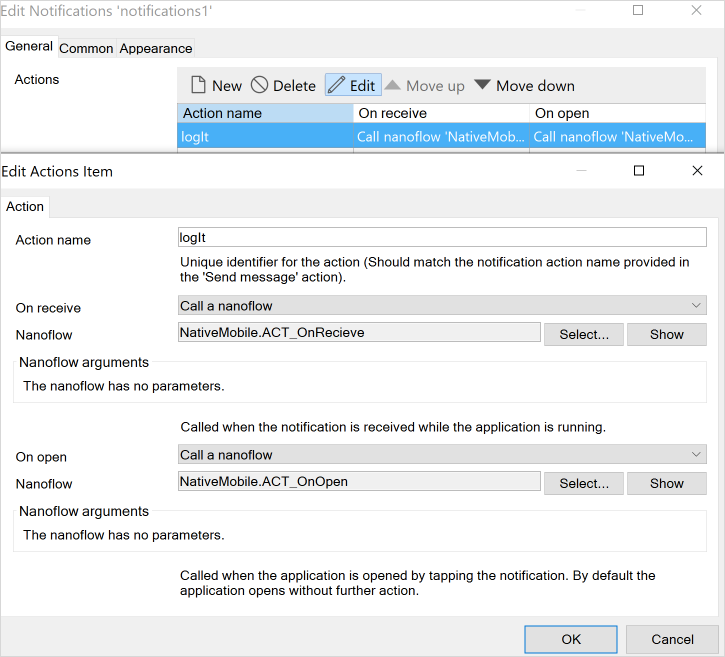 Edit Notifications 'notifications1'
General Common Appearance
Actions
New Delete Edit Move up Move down
Action name On receive On open
logIt Call nanoflow 'NativeMob... Call nanoflow 'NativeMo...
Edit Actions Item
Action
Action name logIt
Unique identifier for the action (Should match the notification action name provided in
the 'Send message' action).
On receive Call a nanoflow
Nanoflow NativeMobile.ACT_OnRecieve Select... Show
Nanoflow arguments
The nanoflow has no parameters.
Called when the notification is received while the application is running.
On open Call a nanoflow
Nanoflow NativeMobile.ACT_OnOpen Select... Show
Nanoflow arguments
The nanoflow has no parameters.
Called when the application is opened by tapping the notification. By default the
application opens without further action.
OK Cancel